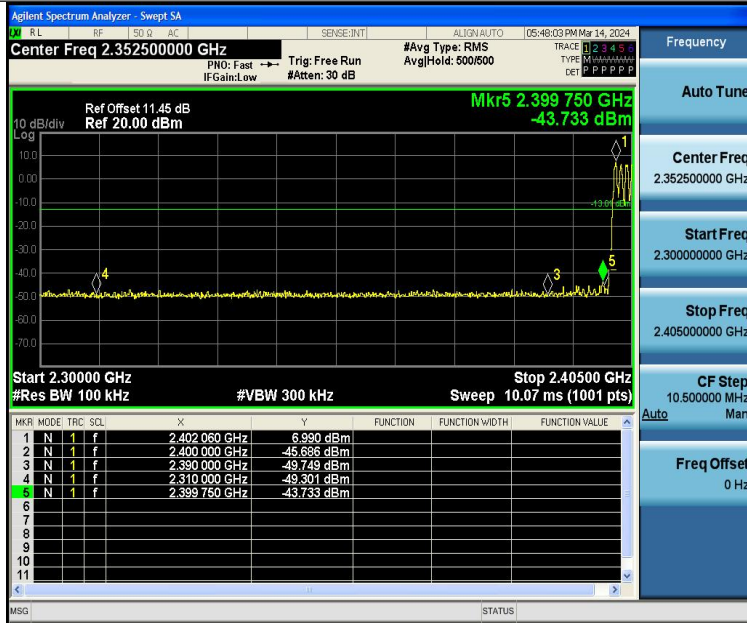 Agilent Spectrum Analyzer - Swept SA
LXI RL RF 50 Ω AC SENSE:INT ALIGN AUTO 05:48:03 PM Mar 14, 2024
Center Freq 2.352500000 GHz
PNO: Fast
IFGain:Low
Trig: Free Run
#Atten: 30 dB
#Avg Type: RMS
Avg|Hold: 500/500
TRACE 1 2 3 4 5 6
TYPE M
DET P P P P P P
Ref Offset 11.45 dB
10 dB/div Ref 20.00 dBm
Log
Mkr5 2.399 750 GHz
-43.733 dBm
10.0
0.00
-10.0
-20.0
-30.0
-40.0
-50.0
-60.0
-70.0
1
-13.01 dBm
5
4
3
Start 2.30000 GHz Stop 2.40500 GHz
#Res BW 100 kHz #VBW 300 kHz Sweep 10.07 ms (1001 pts)
MKR MODE TRC SCL X Y FUNCTION FUNCTION WIDTH FUNCTION VALUE
1 N 1 f 2.402 060 GHz 6.990 dBm
2 N 1 f 2.400 000 GHz -45.686 dBm
3 N 1 f 2.390 000 GHz -49.749 dBm
4 N 1 f 2.310 000 GHz -49.301 dBm
5 N 1 f 2.399 750 GHz -43.733 dBm
6
7
8
9
10
11
MSG STATUS
Frequency
Auto Tune
Center Freq
2.352500000 GHz
Start Freq
2.300000000 GHz
Stop Freq
2.405000000 GHz
CF Step
10.500000 MHz
Auto Man
Freq Offset
0 Hz